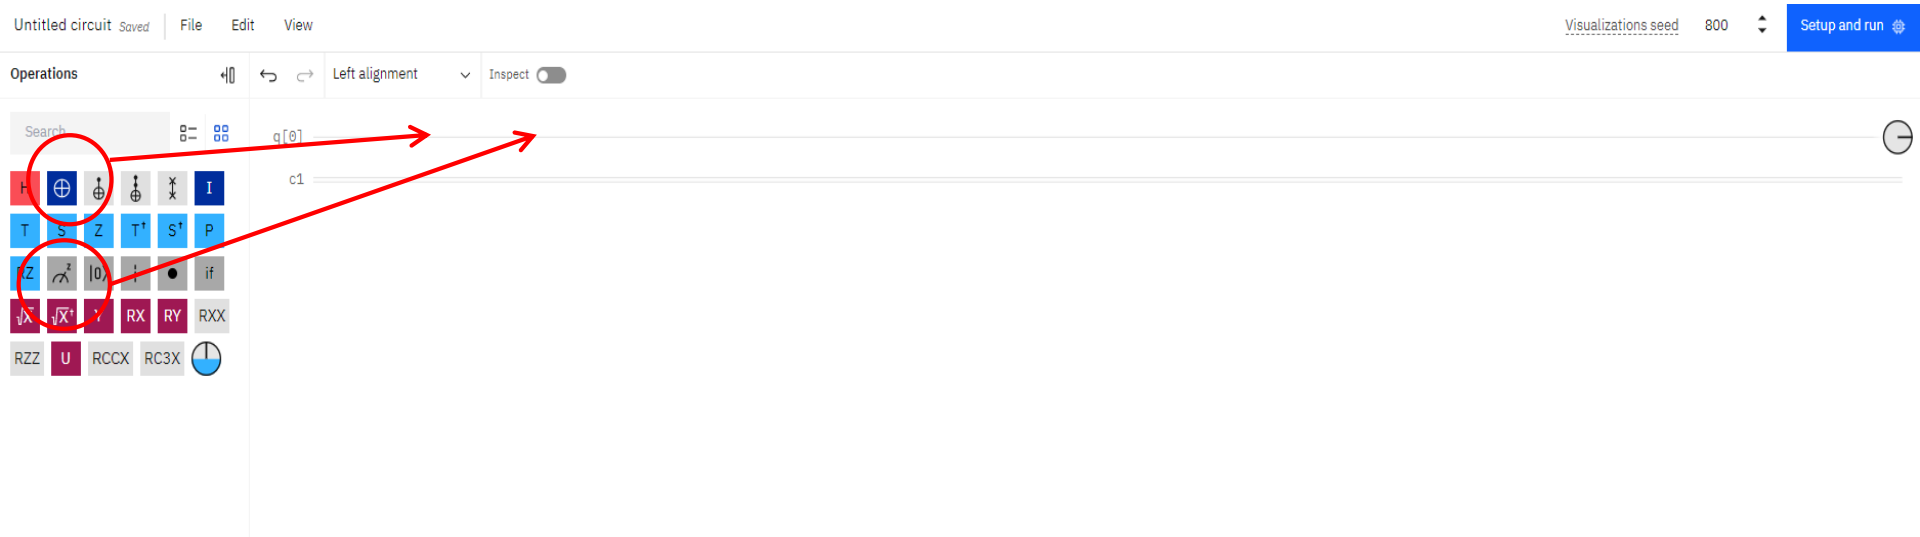 Untitled circuit Saved File Edit View Visualizations seed 800 Setup and run
Operations Left alignment Inspect
Search
q[0]
c1
H I
T S Z T† S† P
RZ z |0⟩ if
√X √X† Y RX RY RXX
RZZ U RCCX RC3X